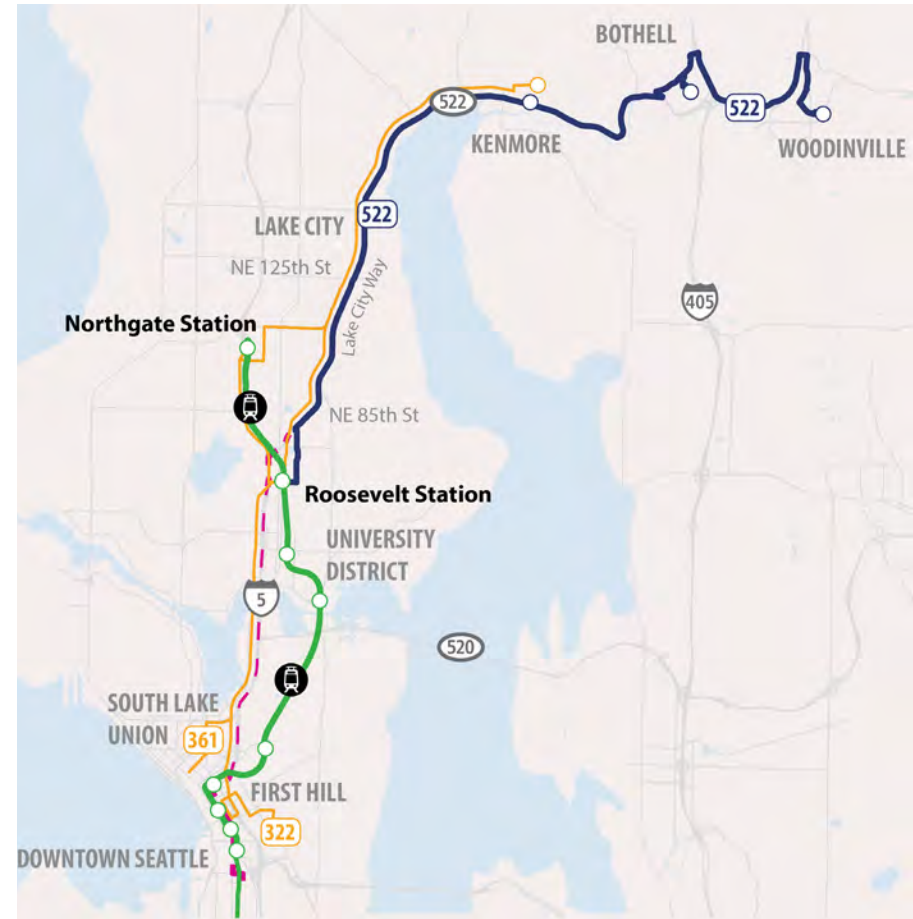 BOTHELL
522
522
KENMORE
WOODINVILLE
LAKE CITY
522
NE 125th St
Lake City Way
405
Northgate Station
NE 85th St
Roosevelt Station
UNIVERSITY
DISTRICT
5
520
SOUTH LAKE
UNION
361
FIRST HILL
322
DOWNTOWN SEATTLE